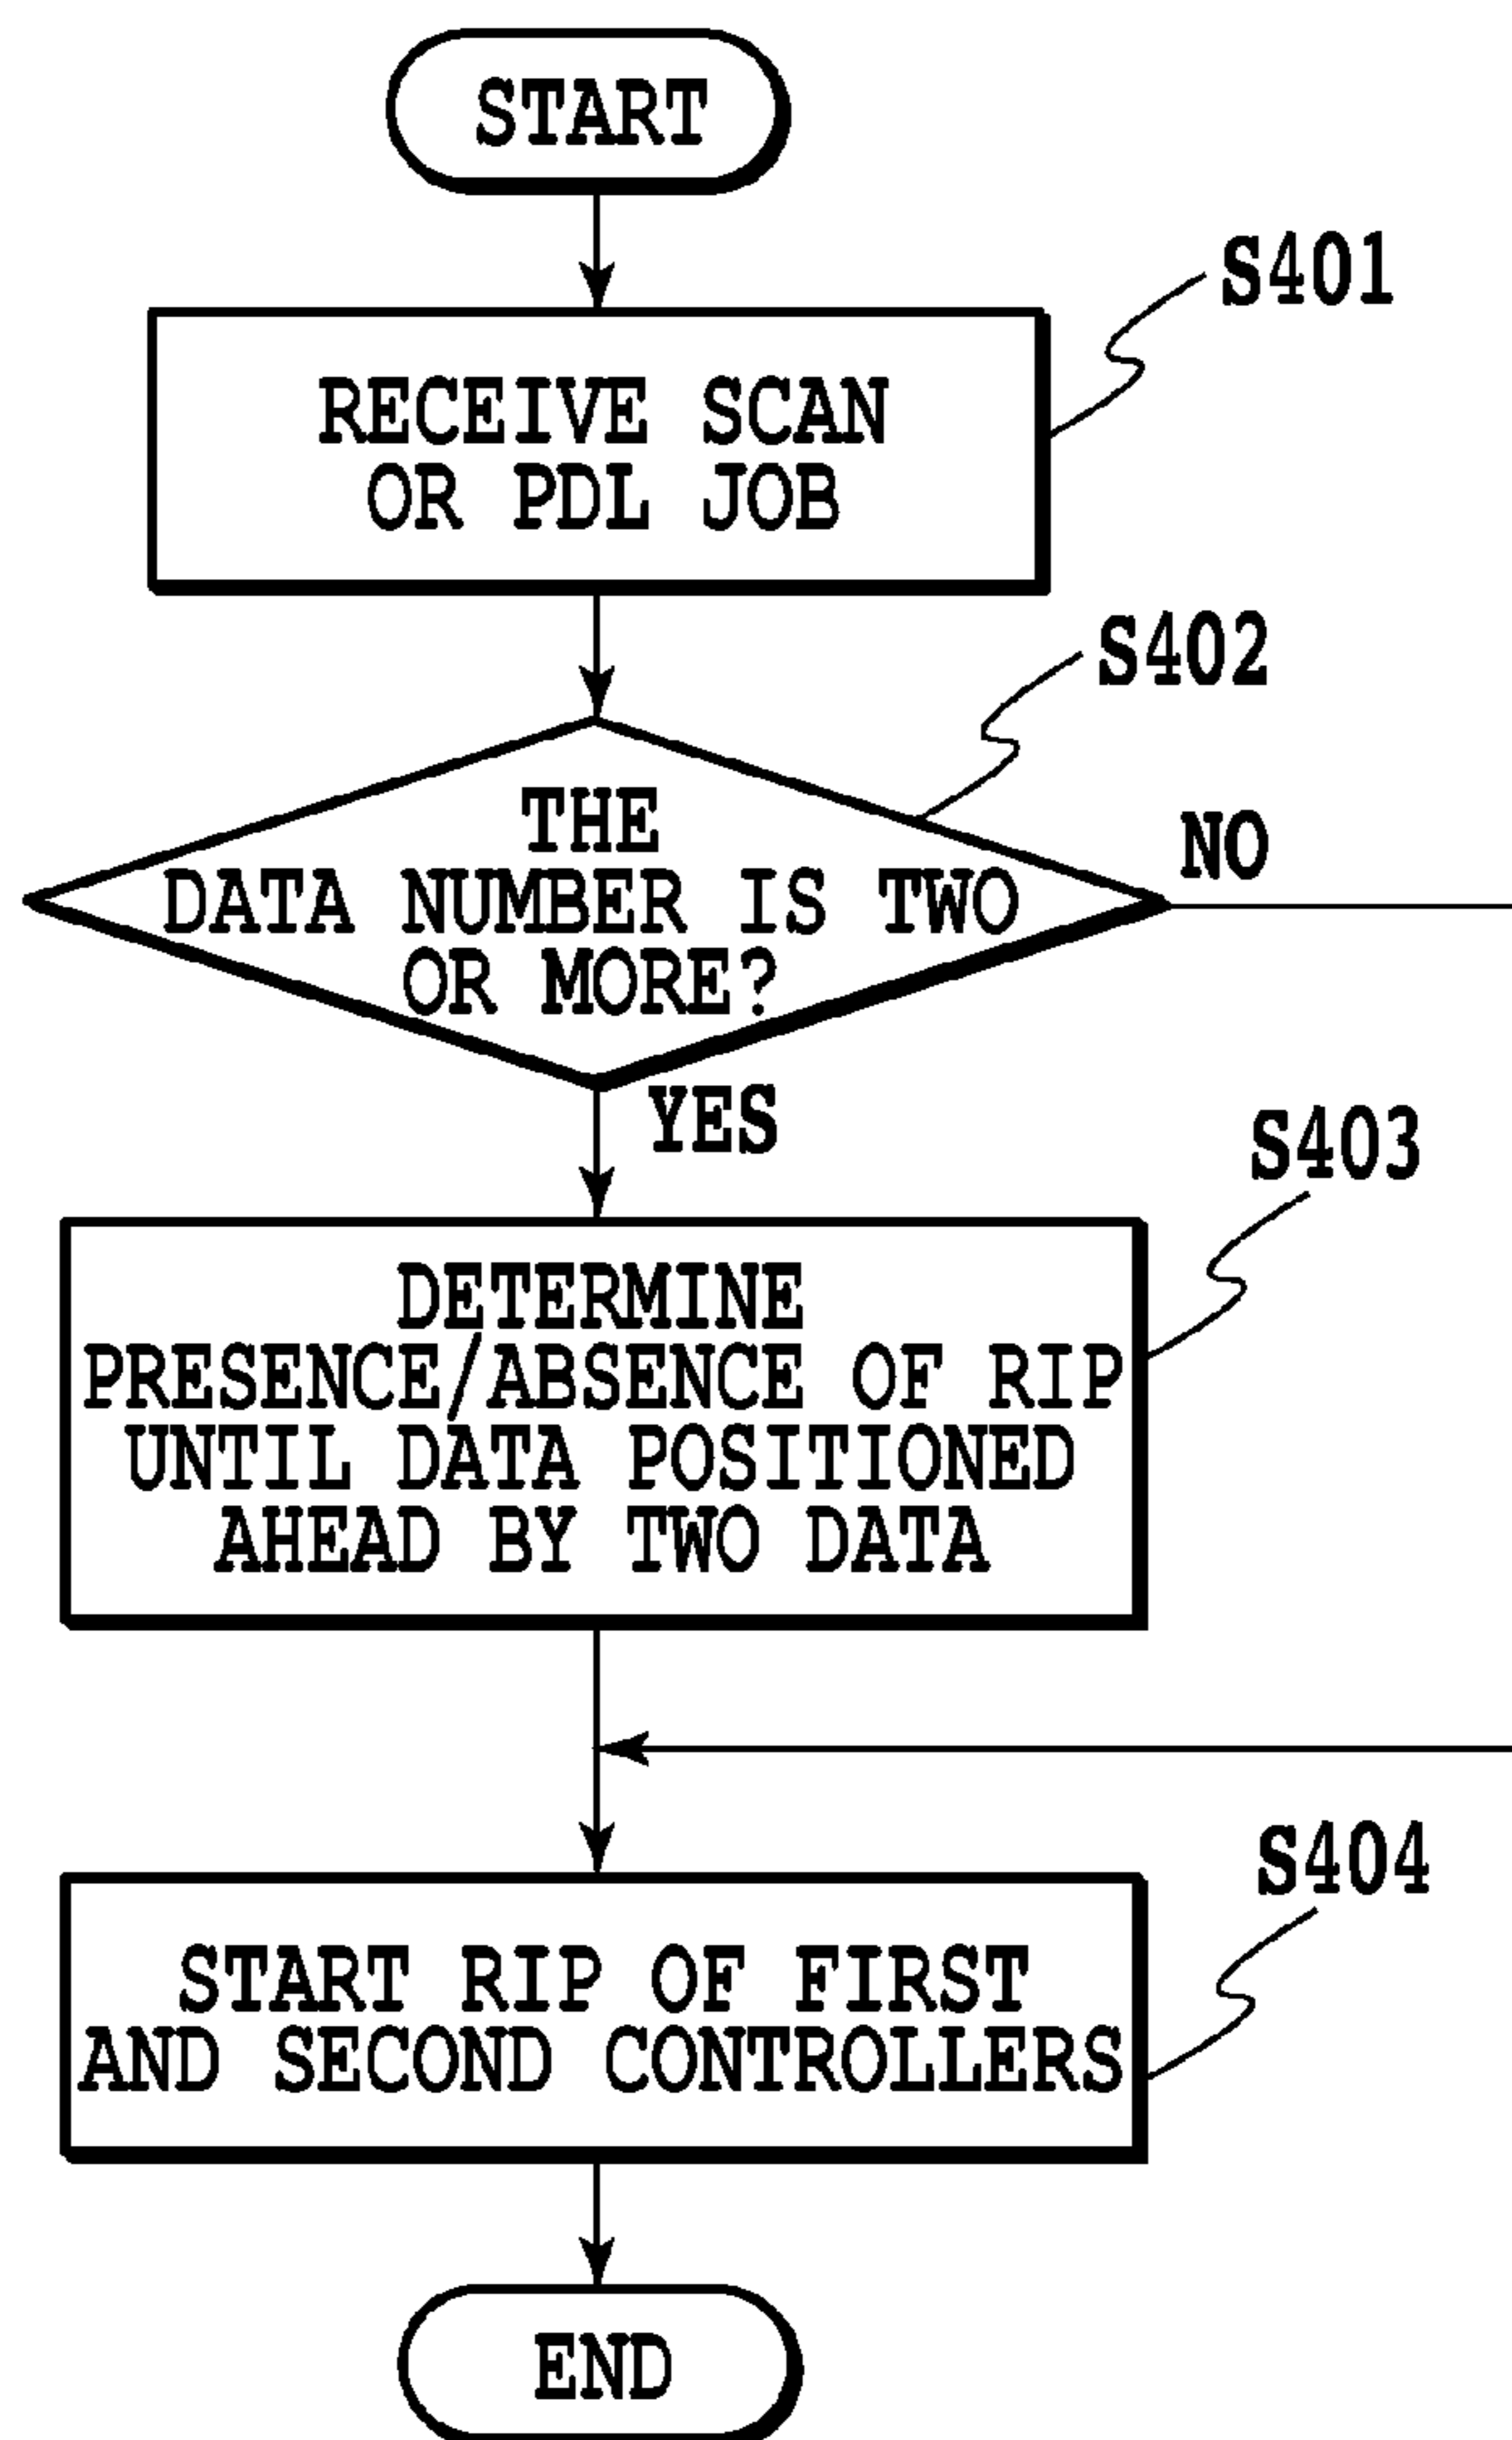 START
S401
RECEIVE SCAN
OR PDL JOB
S402
THE
DATA NUMBER IS TWO
OR MORE?
NO
YES
S403
DETERMINE
PRESENCE/ABSENCE OF RIP
UNTIL DATA POSITIONED
AHEAD BY TWO DATA
S404
START RIP OF FIRST
AND SECOND CONTROLLERS
END